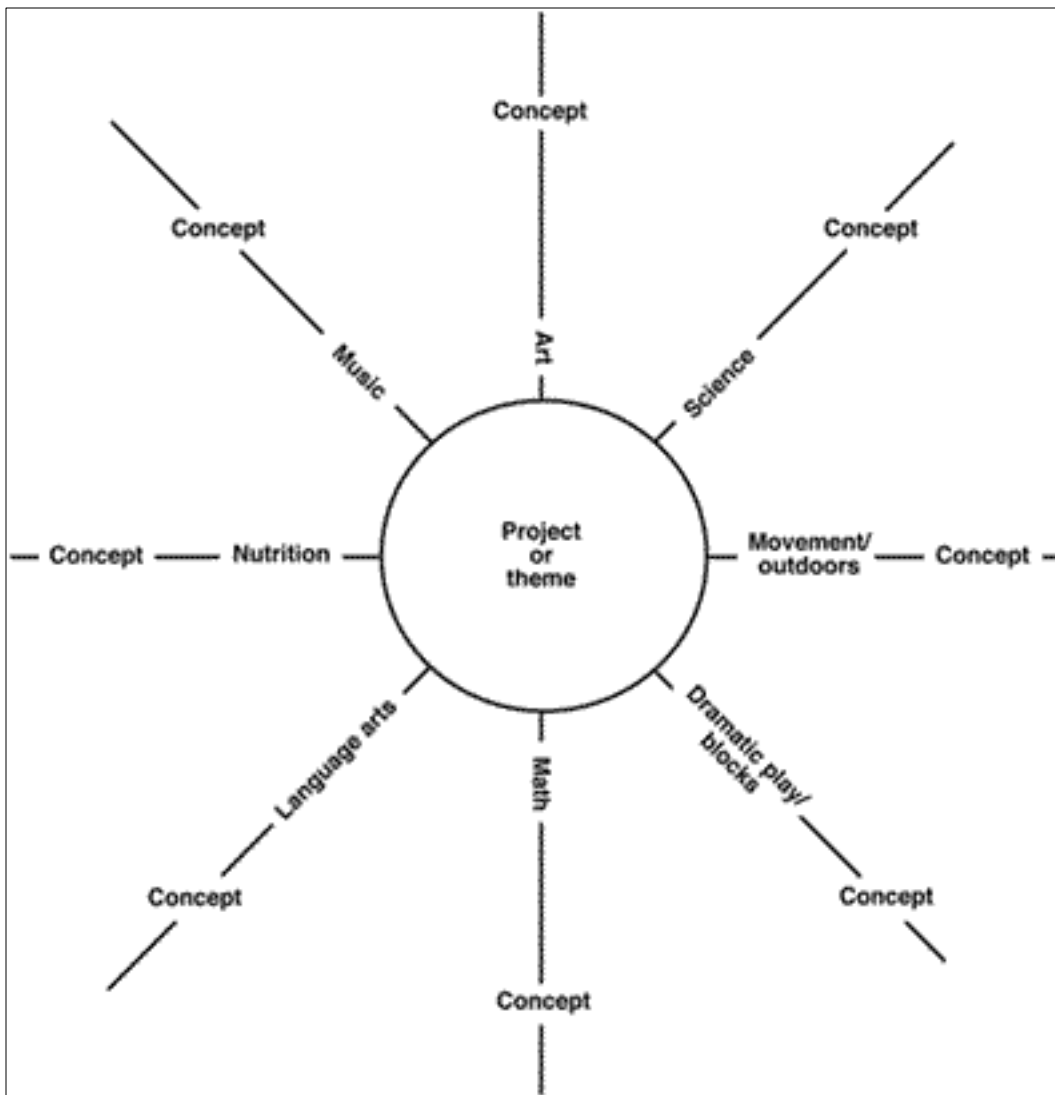 Concept
Concept
Concept
Art
Music
Science
Project
or
theme
Concept
Nutrition
Movement/
outdoors
Concept
Language arts
Math
Dramatic play/
blocks
Concept
Concept
Concept